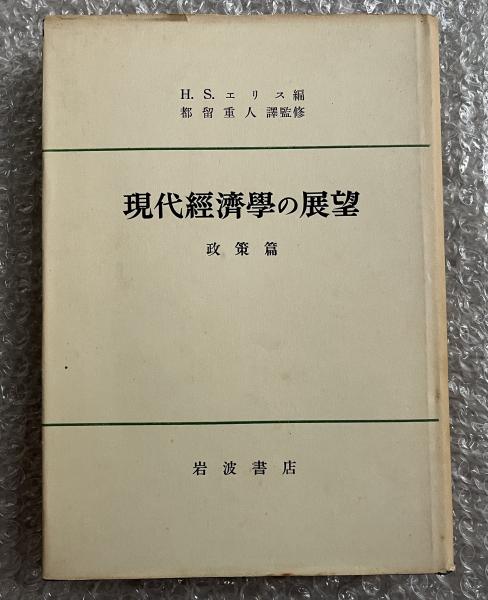 H. S. エリス編
都留重人譯監修
現代經濟學の展望
政策篇
岩波書店